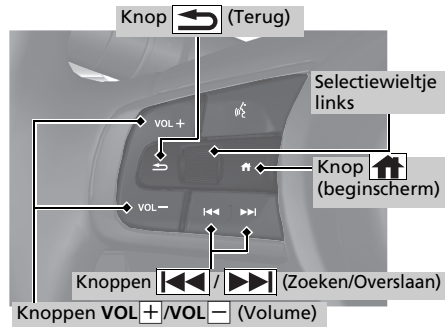 Knop (Terug)
Selectiewieltje
links
VOL +
Knop
(beginscherm)
VOL−
Knoppen / (Zoeken/Overslaan)
Knoppen VOL + /VOL − (Volume)